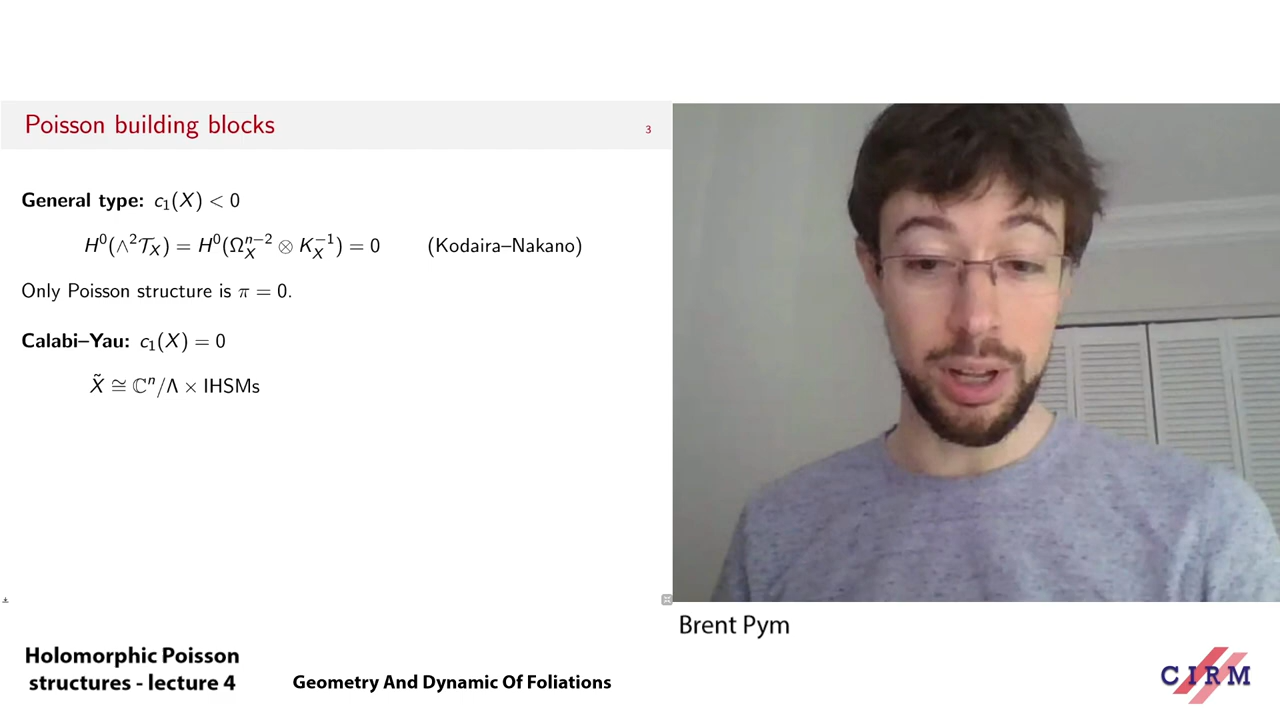 Poisson building blocks
3
General type: c₁(X) < 0
H⁰(∧²𝒯_X) = H⁰(Ω_X^{n−2} ⊗ K_X^{−1}) = 0 (Kodaira–Nakano)
Only Poisson structure is π = 0.
Calabi–Yau: c₁(X) = 0
X̃ ≅ ℂⁿ/Λ × IHSMs
Brent Pym
Holomorphic Poisson
structures - lecture 4
Geometry And Dynamic Of Foliations
CIRM